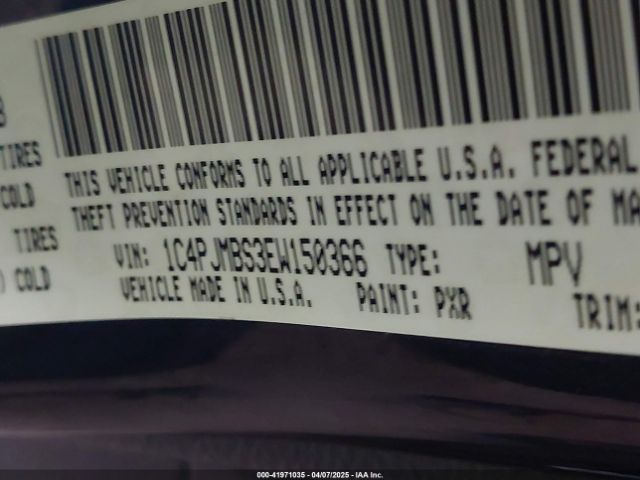 TIRES
COLD
TIRES
) COLD
THIS VEHICLE CONFORMS TO ALL APPLICABLE U.S.A. FEDERAL
THEFT PREVENTION STANDARDS IN EFFECT ON THE DATE OF MA
VIN: 1C4PJMBS3EW150366 TYPE: MPV
VEHICLE MADE IN U.S.A. PAINT: PXR TRIM:
000-41971035 - 04/07/2025 - IAA Inc.